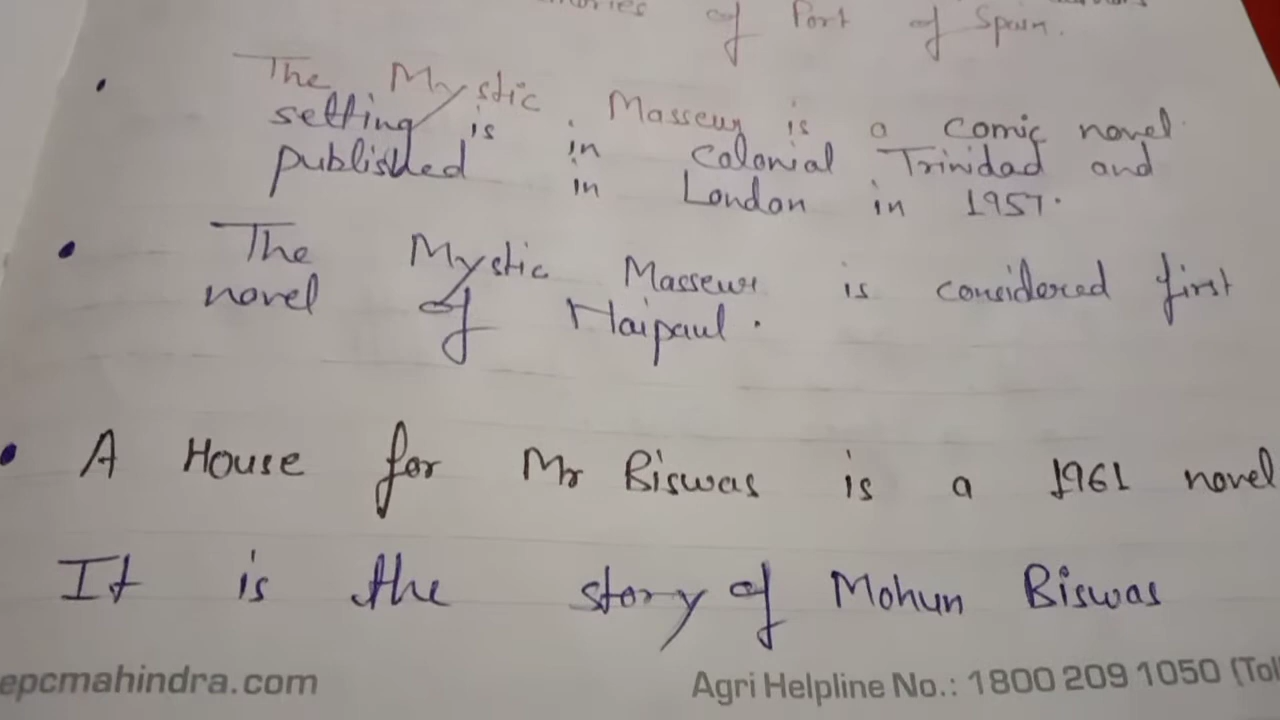 of Port of Spain.
• The Mystic Masseur is a comic novel
setting is in Colonial Trinidad and
published in London in 1957.
• The Mystic Masseur is considered first
novel of Naipaul.
• A House for Mr Biswas is a 1961 novel
It is the story of Mohun Biswas
epcmahindra.com
Agri Helpline No.: 1800 209 1050 (Tol